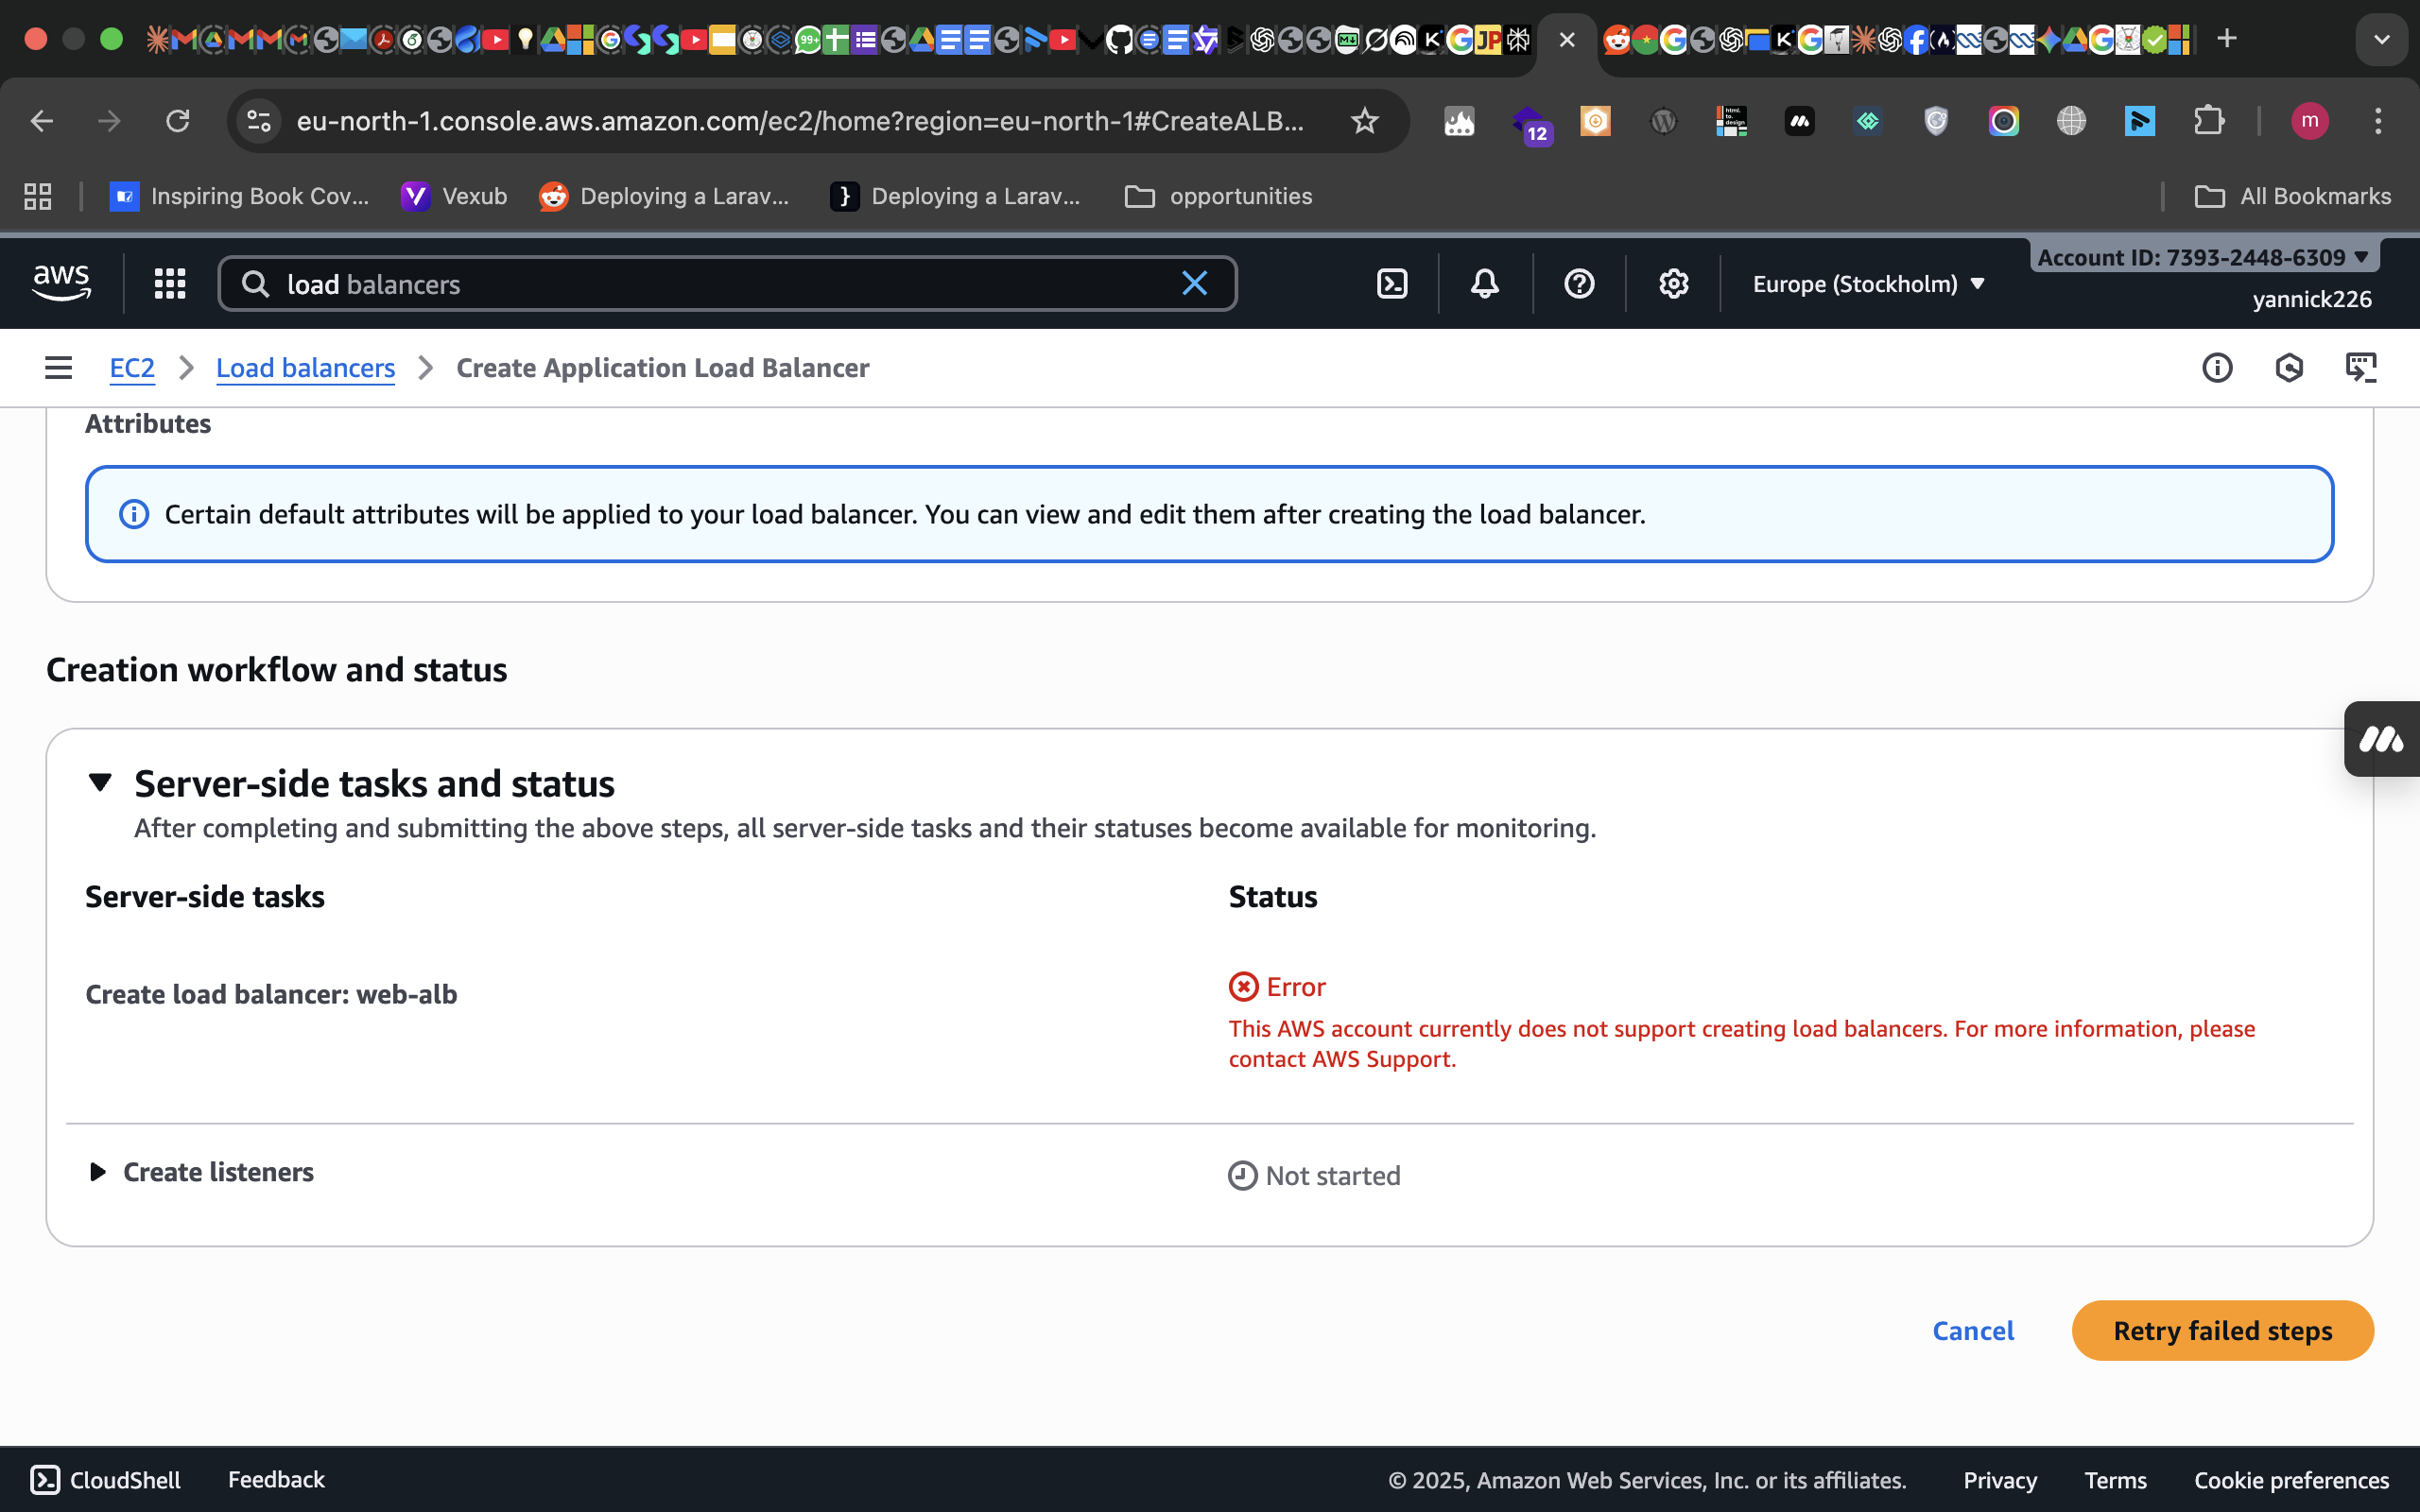 99+
JP
eu-north-1.console.aws.amazon.com/ec2/home?region=eu-north-1#CreateALB...
12
m
Inspiring Book Cov...
Vexub
Deploying a Larav...
Deploying a Larav...
opportunities
All Bookmarks
aws
load balancers
Europe (Stockholm)
Account ID: 7393-2448-6309
yannick226
EC2
Load balancers
Create Application Load Balancer
Attributes
Certain default attributes will be applied to your load balancer. You can view and edit them after creating the load balancer.
Creation workflow and status
Server-side tasks and status
After completing and submitting the above steps, all server-side tasks and their statuses become available for monitoring.
Server-side tasks
Status
Create load balancer: web-alb
Error
This AWS account currently does not support creating load balancers. For more information, please
contact AWS Support.
Create listeners
Not started
Cancel
Retry failed steps
CloudShell
Feedback
© 2025, Amazon Web Services, Inc. or its affiliates.
Privacy
Terms
Cookie preferences